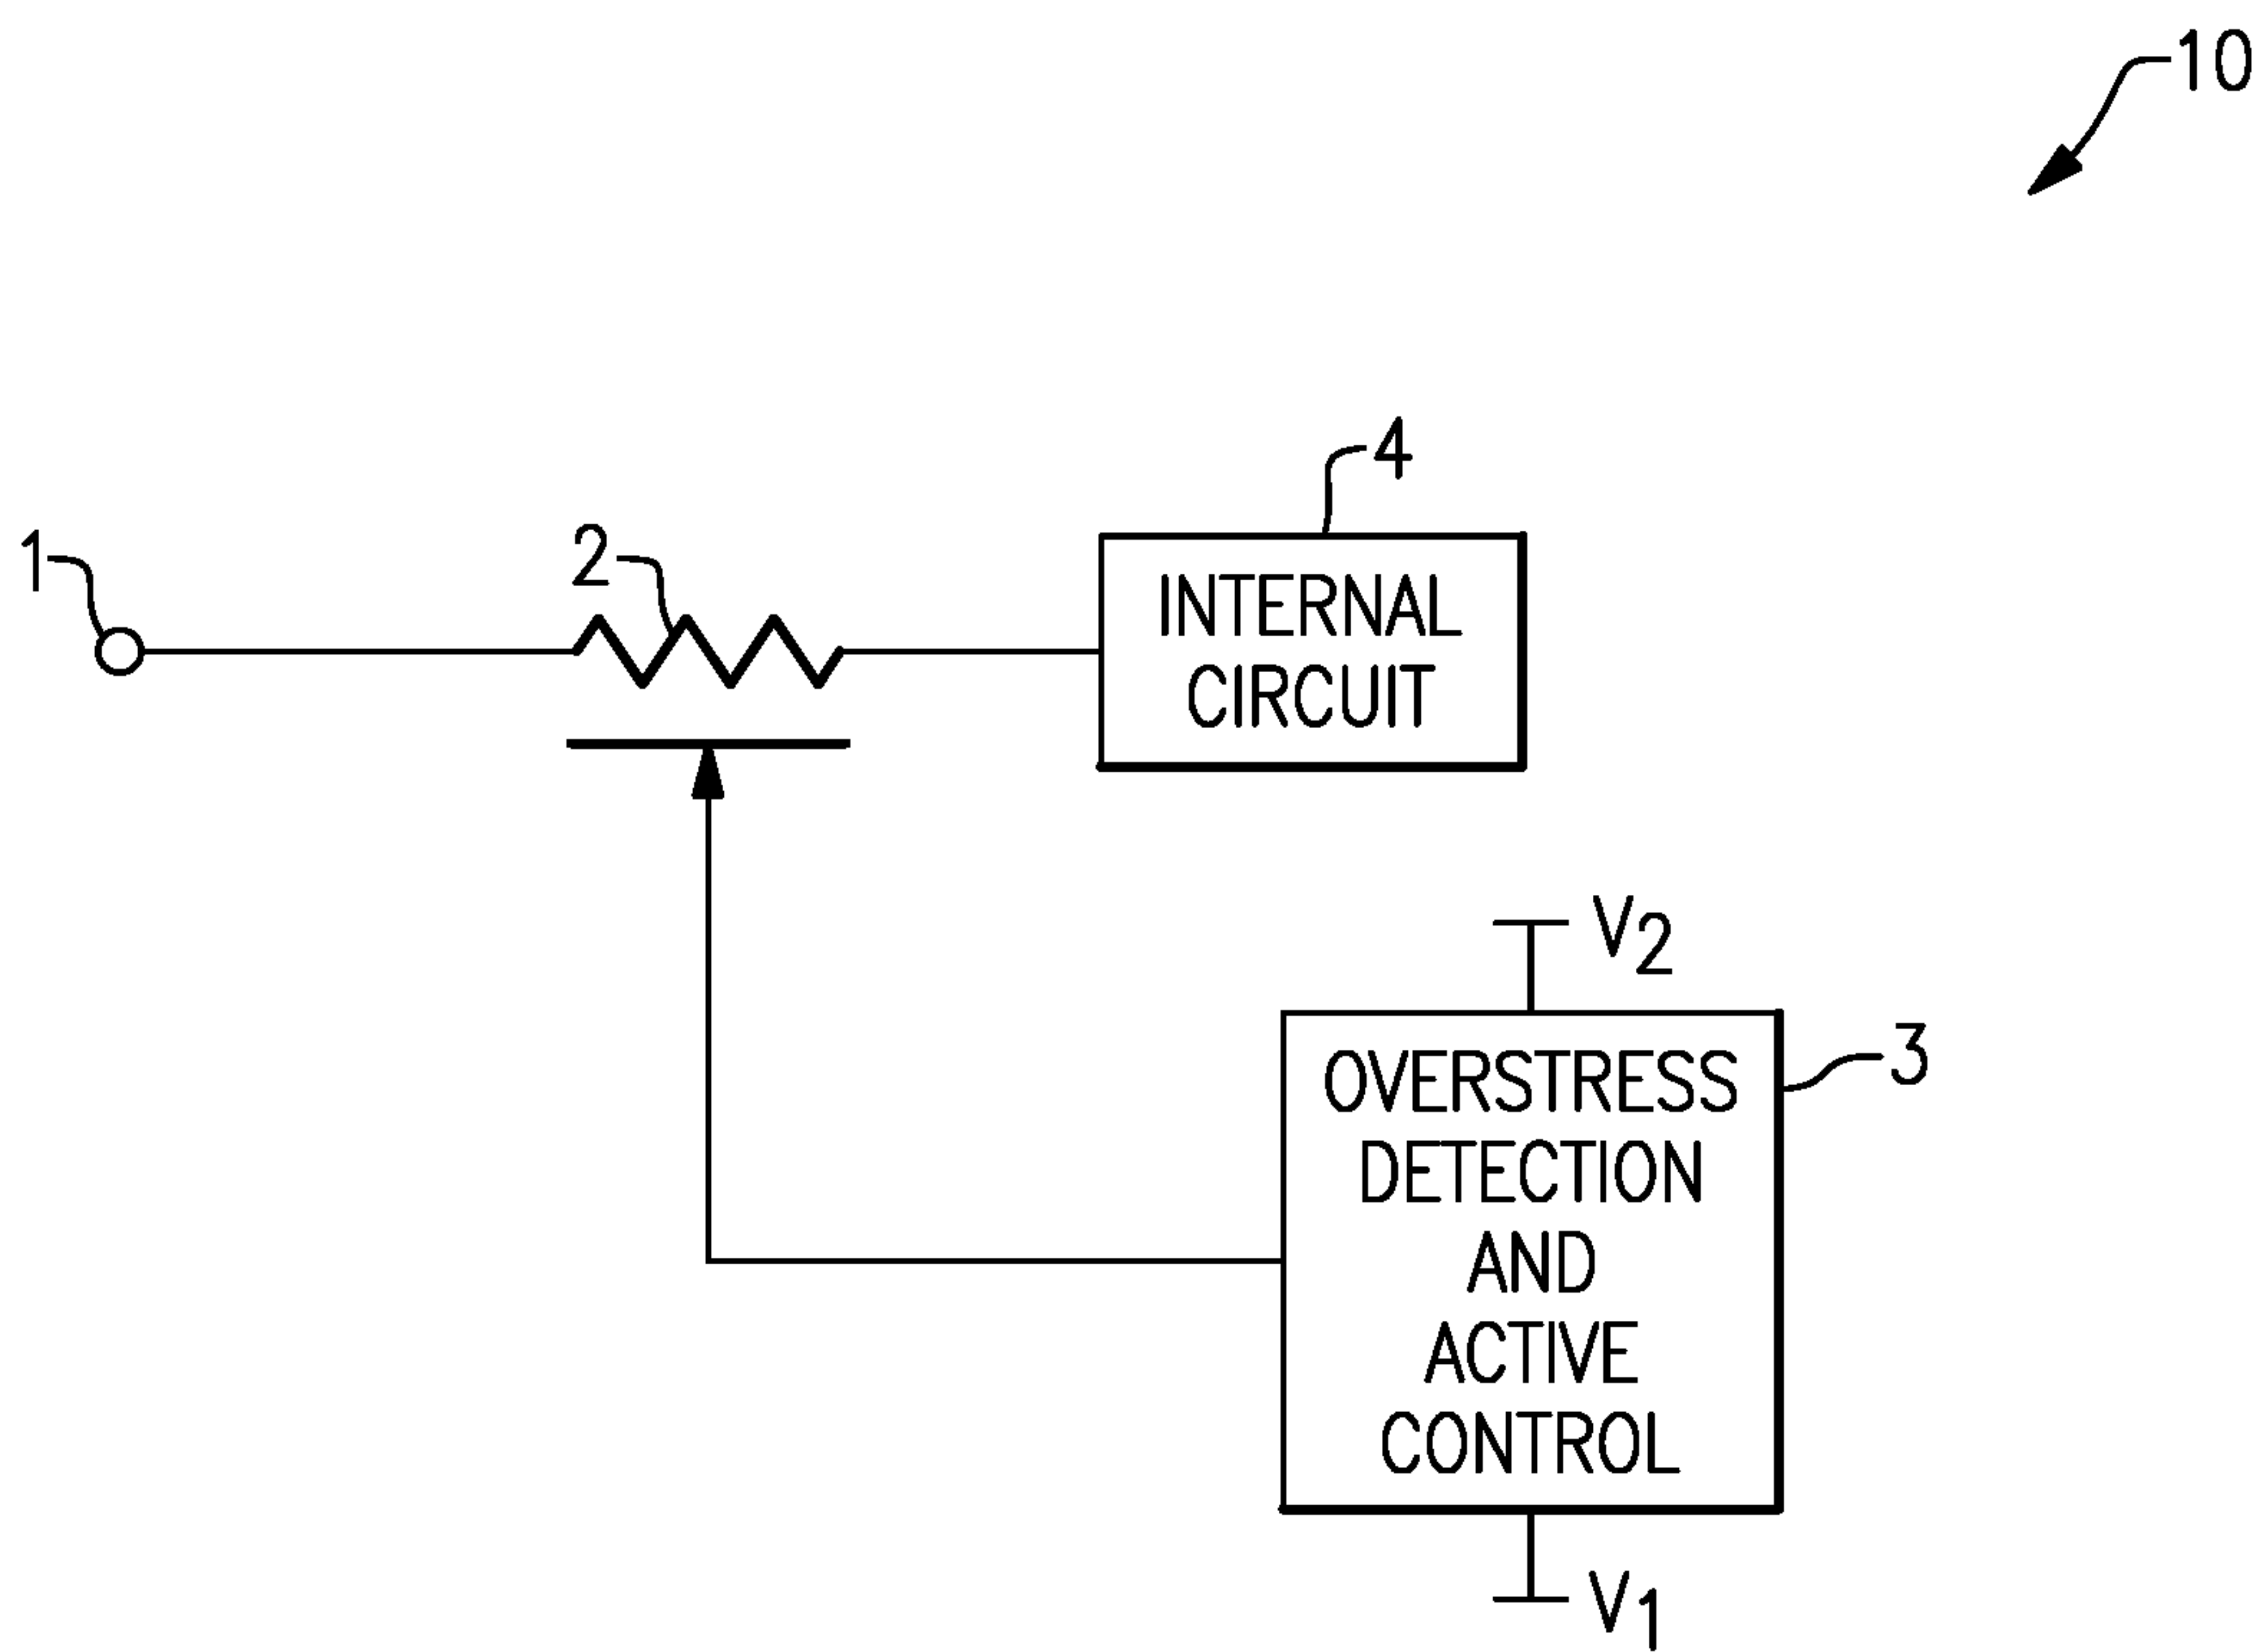 10
4
1
2
INTERNAL
CIRCUIT
V2
3
OVERSTRESS
DETECTION
AND
ACTIVE
CONTROL
V1